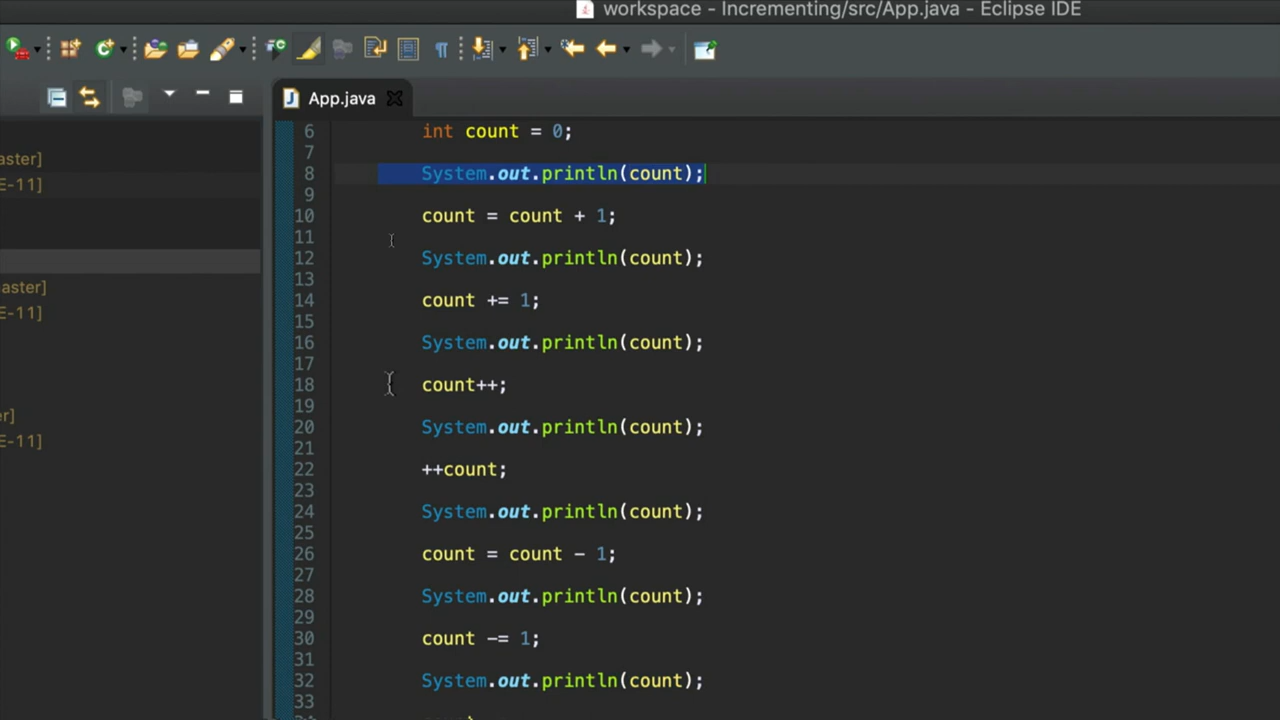 workspace - Incrementing/src/App.java - Eclipse IDE
App.java
aster]
E-11]
aster]
E-11]
er]
E-11]
6 int count = 0;
7
8 System.out.println(count);
9
10 count = count + 1;
11
12 System.out.println(count);
13
14 count += 1;
15
16 System.out.println(count);
17
18 count++;
19
20 System.out.println(count);
21
22 ++count;
23
24 System.out.println(count);
25
26 count = count - 1;
27
28 System.out.println(count);
29
30 count -= 1;
31
32 System.out.println(count);
33